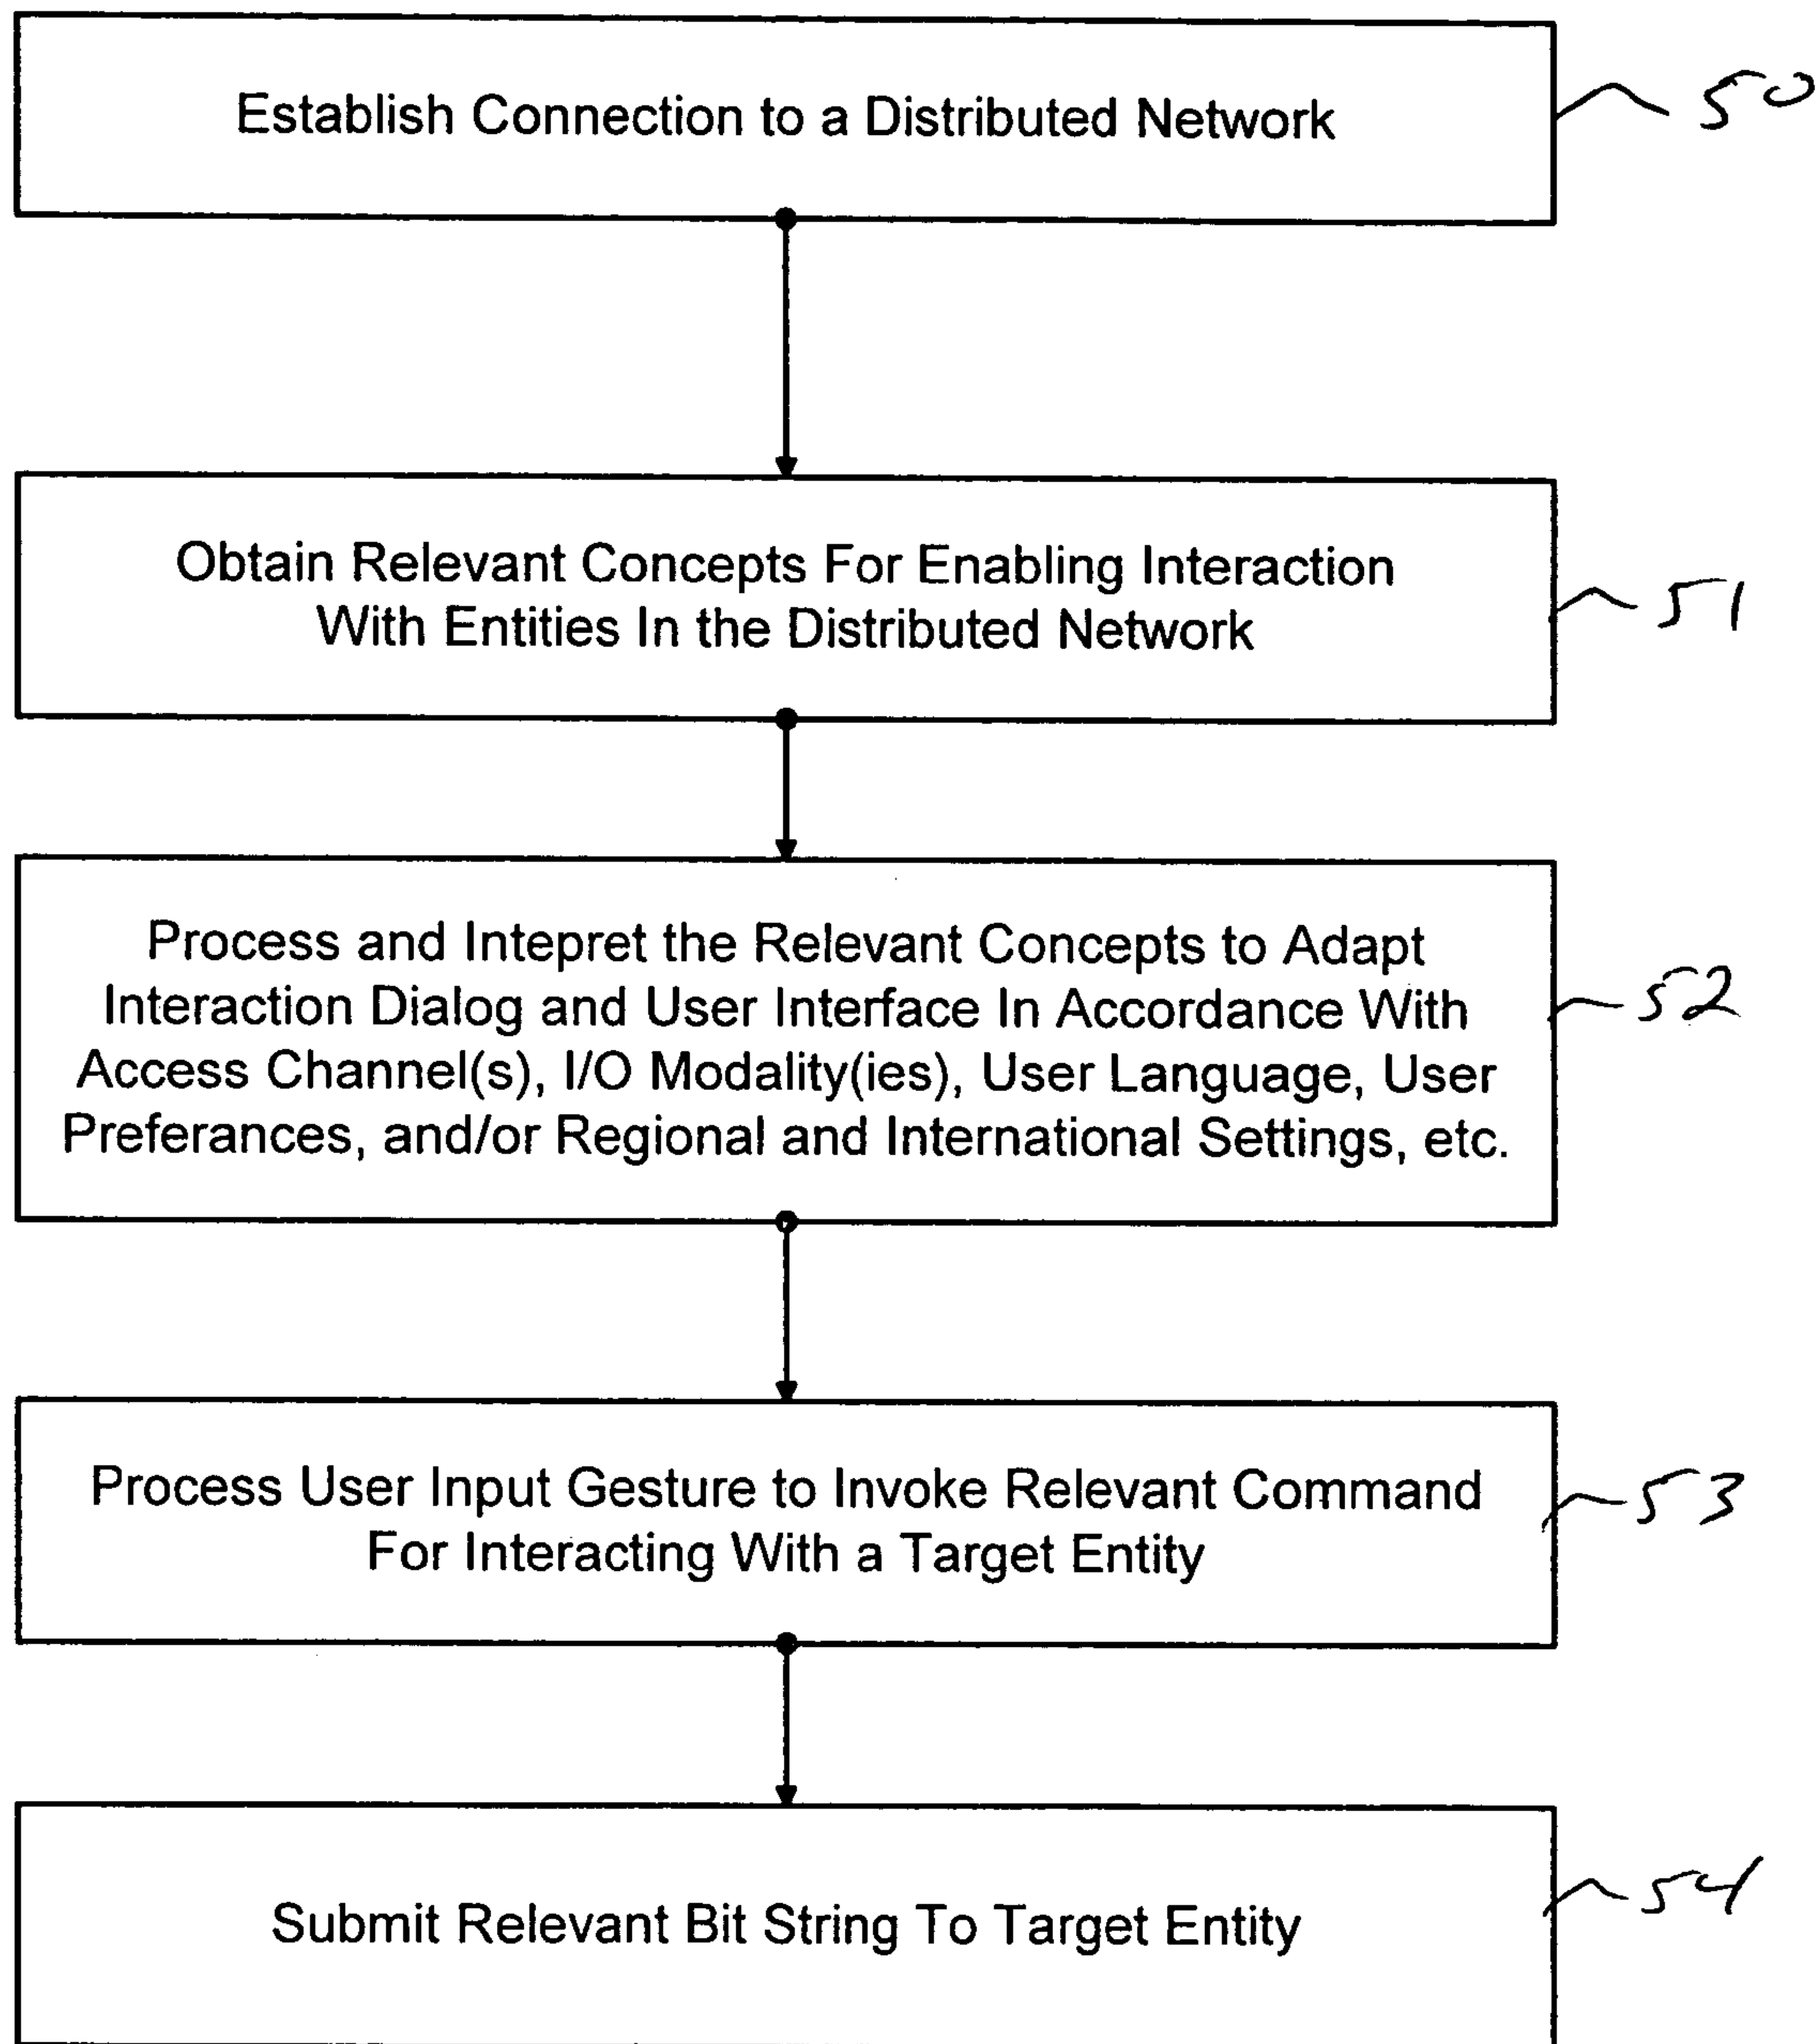 Establish Connection to a Distributed Network
50
Obtain Relevant Concepts For Enabling Interaction
With Entities In the Distributed Network
51
Process and Intepret the Relevant Concepts to Adapt
Interaction Dialog and User Interface In Accordance With
Access Channel(s), I/O Modality(ies), User Language, User
Preferances, and/or Regional and International Settings, etc.
52
Process User Input Gesture to Invoke Relevant Command
For Interacting With a Target Entity
53
Submit Relevant Bit String To Target Entity
54